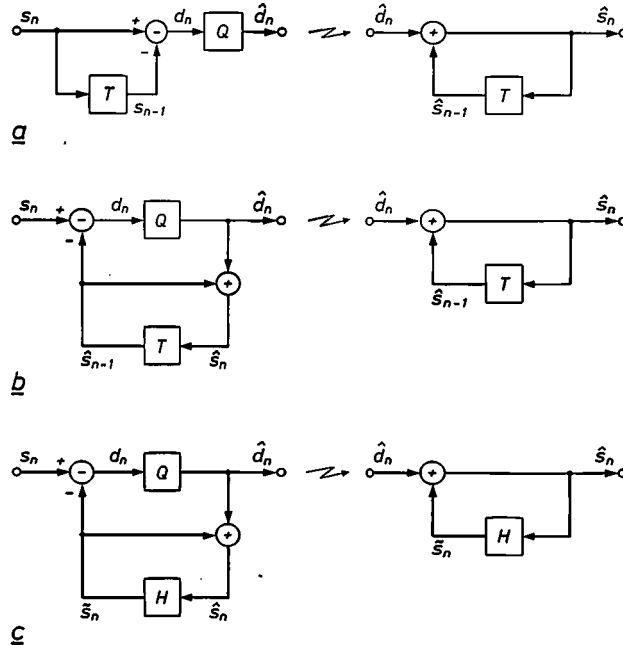 s_n + - d_n Q d̂_n d̂_n + ŝ_n
-
T s_{n-1} ŝ_{n-1} T
a
s_n + - d_n Q d̂_n d̂_n + ŝ_n
-
+
T ŝ_{n-1} T
ŝ_{n-1} ŝ_n
b
s_n + - d_n Q d̂_n d̂_n + ŝ_n
-
+
H s̃_n H
s̃_n ŝ_n
c